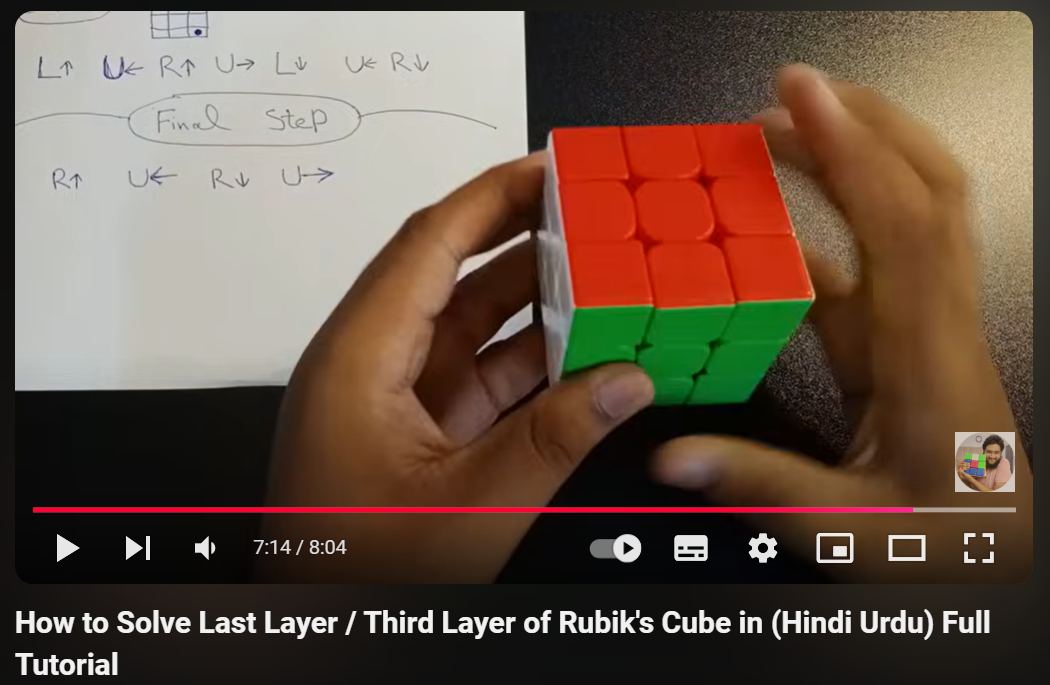 L↑ U← R↑ U→ L↓ U← R↓
Final Step
R↑ U← R↓ U→
7:14 / 8:04
How to Solve Last Layer / Third Layer of Rubik's Cube in (Hindi Urdu) Full
Tutorial